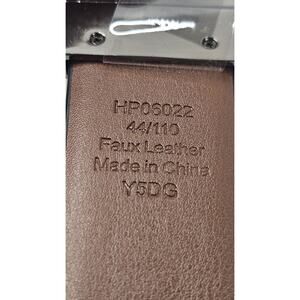 HP06022
44/110
Faux Leather
Made in China
Y5DG